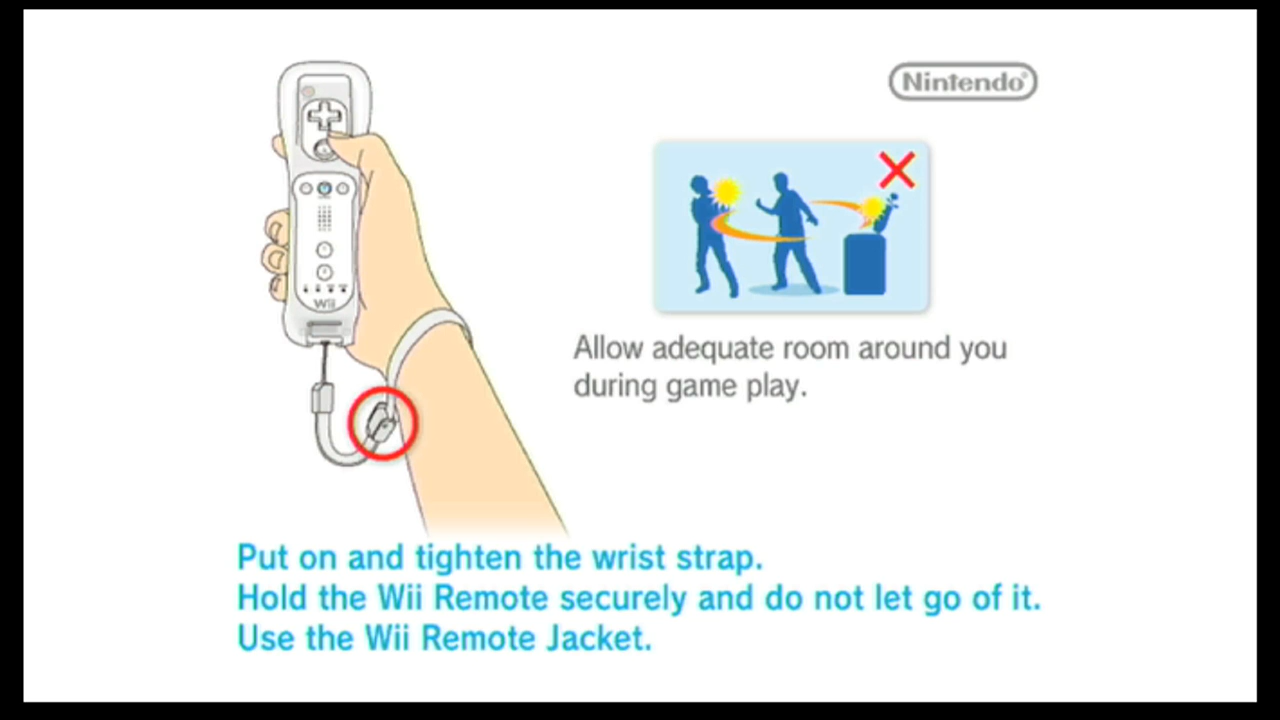 Nintendo®
Wii
Allow adequate room around you
during game play.
Put on and tighten the wrist strap.
Hold the Wii Remote securely and do not let go of it.
Use the Wii Remote Jacket.